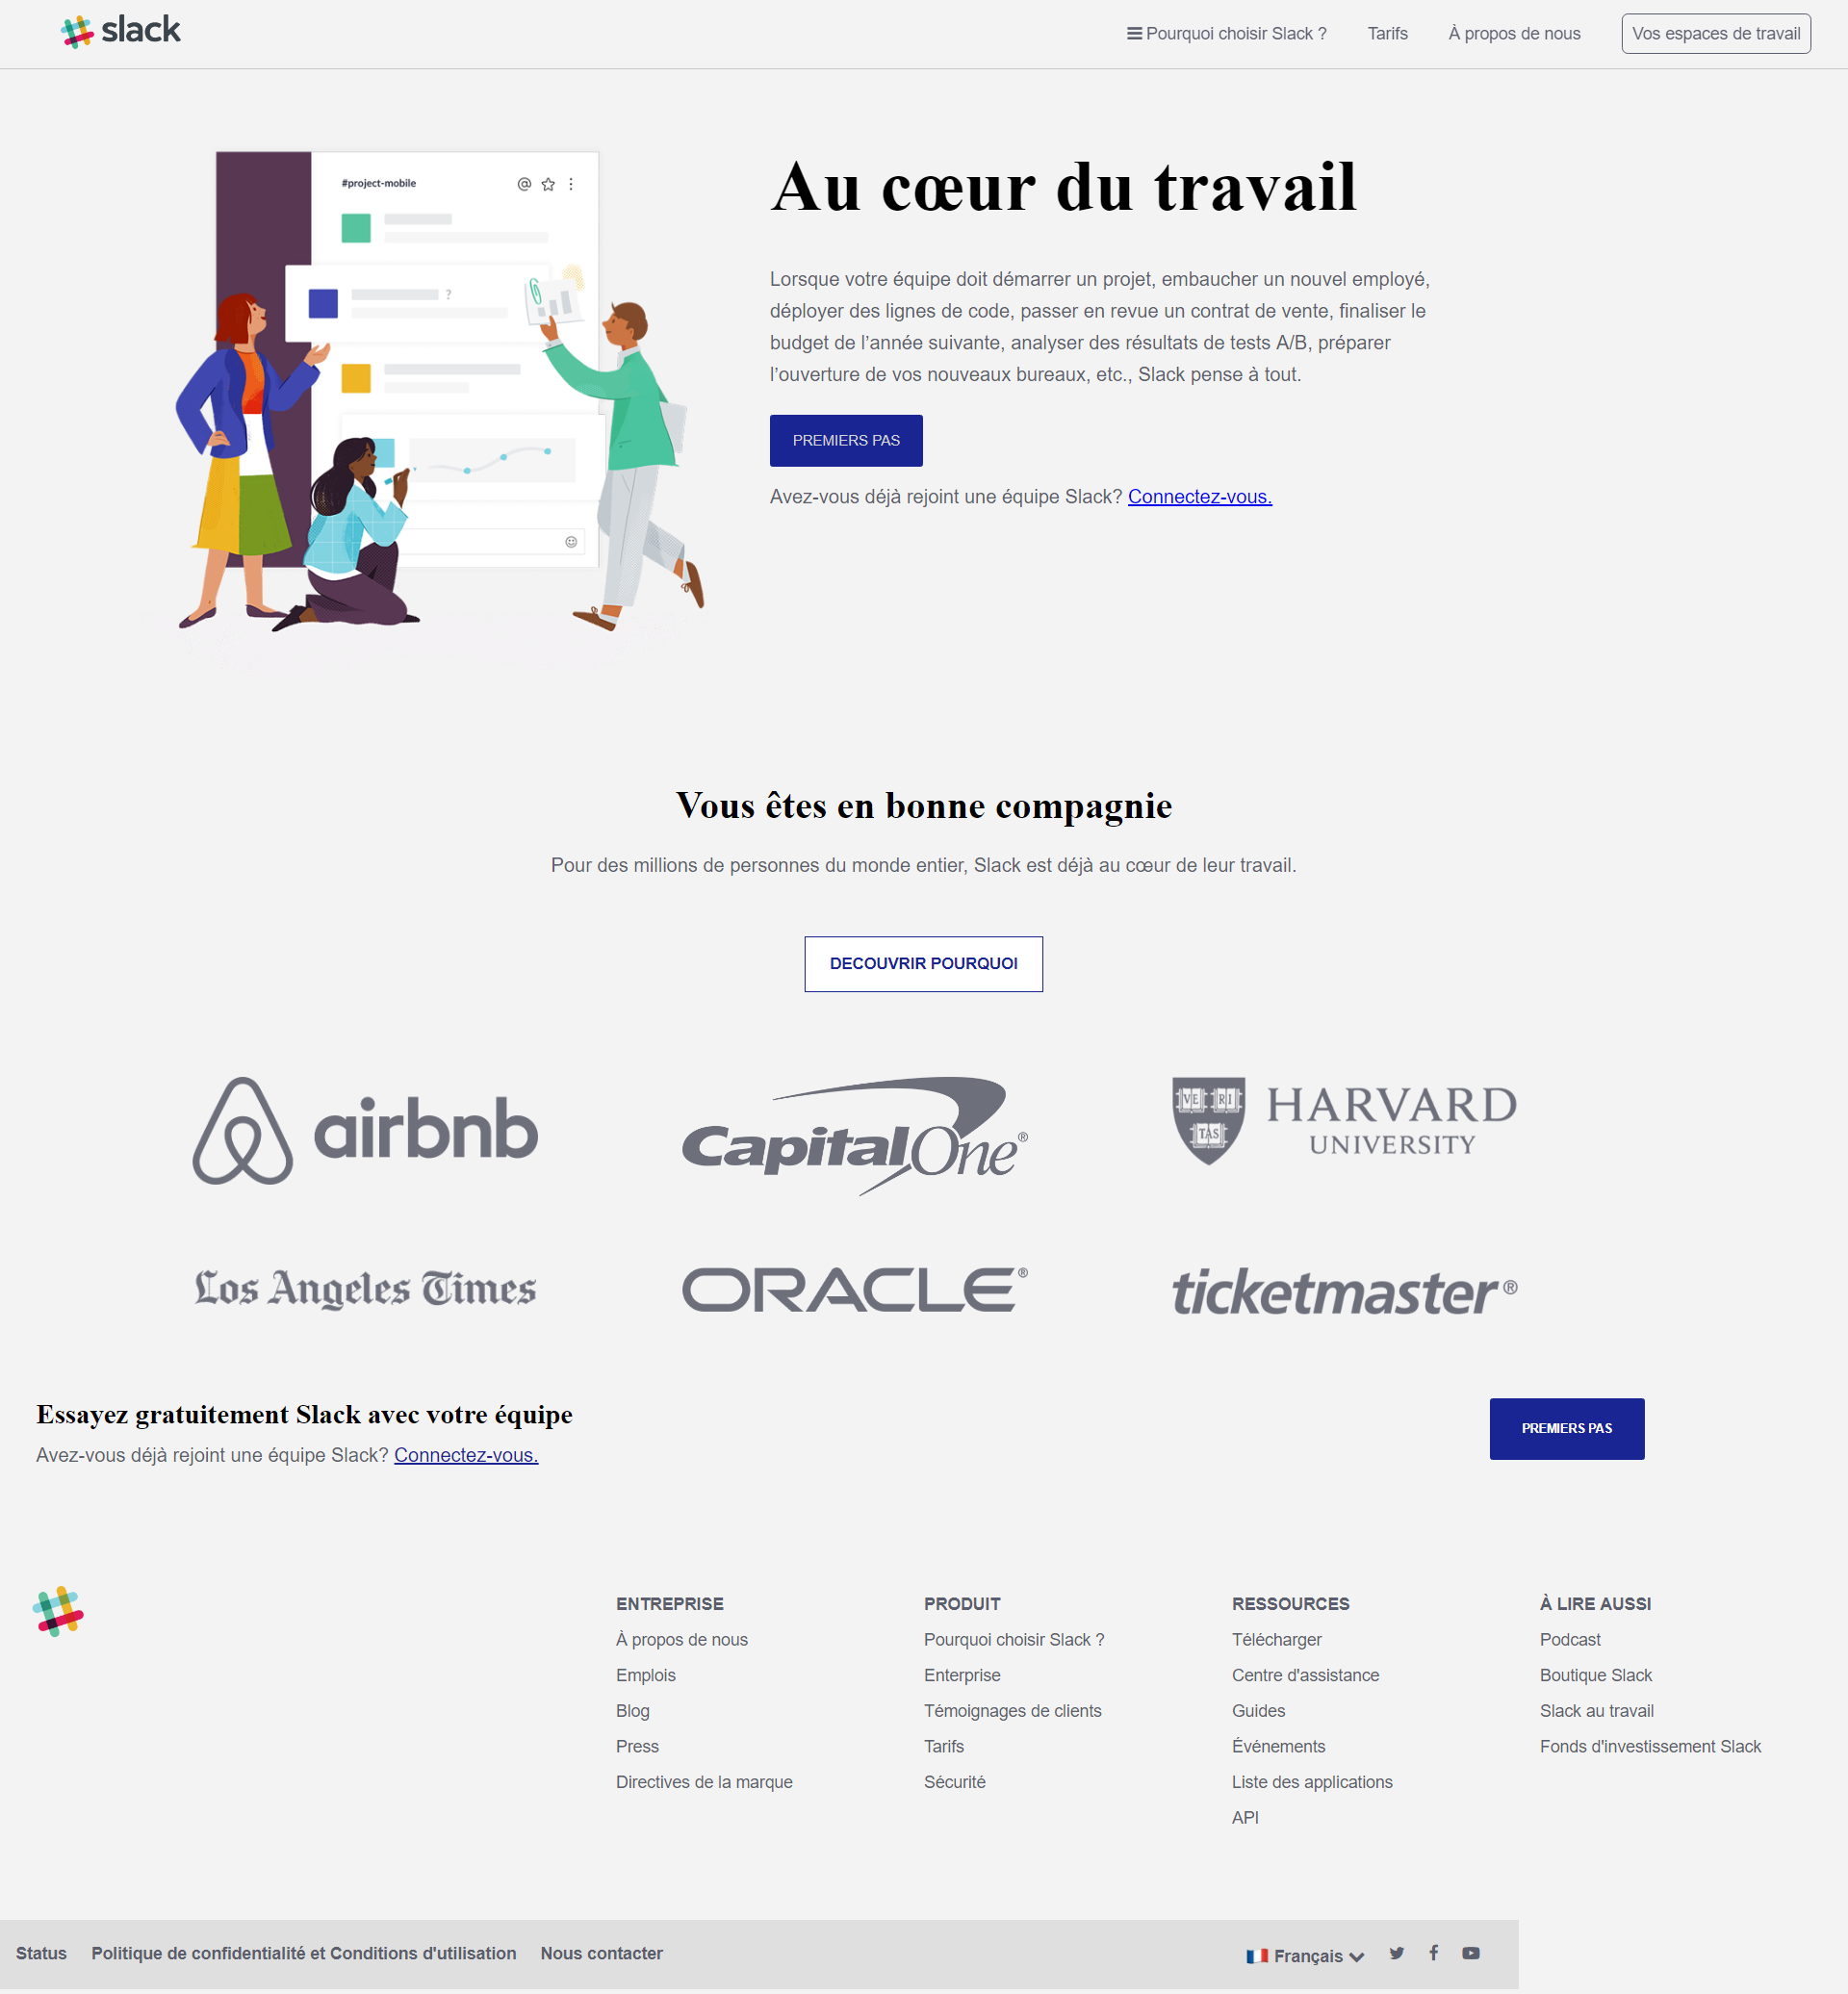 slack
Pourquoi choisir Slack ?
Tarifs
À propos de nous
Vos espaces de travail
#project-mobile
?
Au cœur du travail
Lorsque votre équipe doit démarrer un projet, embaucher un nouvel employé,
déployer des lignes de code, passer en revue un contrat de vente, finaliser le
budget de l’année suivante, analyser des résultats de tests A/B, préparer
l’ouverture de vos nouveaux bureaux, etc., Slack pense à tout.
PREMIERS PAS
Avez-vous déjà rejoint une équipe Slack? Connectez-vous.
Vous êtes en bonne compagnie
Pour des millions de personnes du monde entier, Slack est déjà au cœur de leur travail.
DECOUVRIR POURQUOI
airbnb
CapitalOne®
VE RI
TAS
HARVARD
UNIVERSITY
Los Angeles Times
ORACLE®
ticketmaster®
Essayez gratuitement Slack avec votre équipe
Avez-vous déjà rejoint une équipe Slack? Connectez-vous.
PREMIERS PAS
ENTREPRISE
À propos de nous
Emplois
Blog
Press
Directives de la marque
PRODUIT
Pourquoi choisir Slack ?
Enterprise
Témoignages de clients
Tarifs
Sécurité
RESSOURCES
Télécharger
Centre d'assistance
Guides
Événements
Liste des applications
API
À LIRE AUSSI
Podcast
Boutique Slack
Slack au travail
Fonds d'investissement Slack
Status
Politique de confidentialité et Conditions d'utilisation
Nous contacter
Français